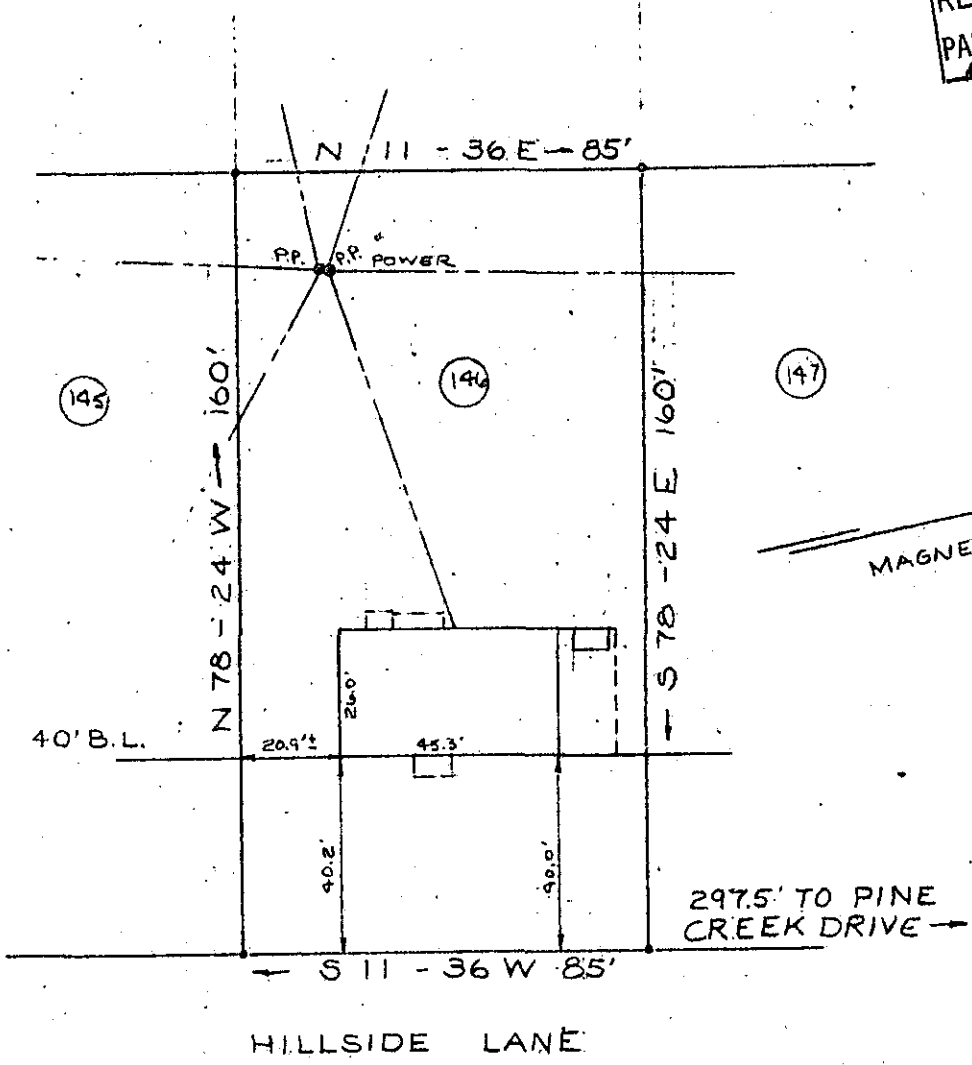 N 11 - 36 E 85'
P.P. P.P. POWER
145
146
147
N 78 - 24 W 160'
S 78 - 24 E 160'
26.0'
40' B.L.
20.9'±
45.3'
40.2'
40.0'
297.5' TO PINE
CREEK DRIVE
S 11 - 36 W 85'
HILLSIDE LANE